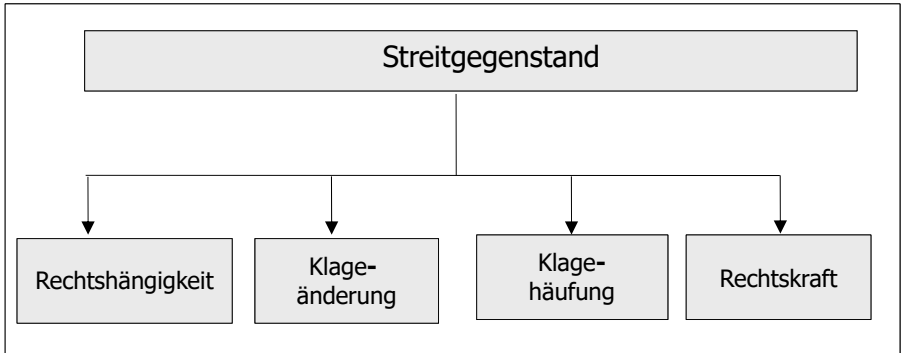 Streitgegenstand
Rechtshängigkeit
Klage-
änderung
Klage-
häufung
Rechtskraft